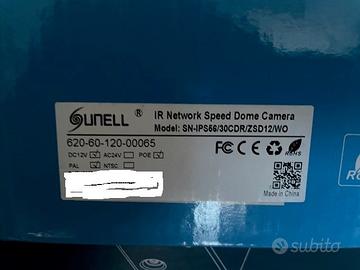 SUNELL®
IR Network Speed Dome Camera
Model: SN-IPS56/30CDR/ZSD12/WO
620-60-120-00065
DC12V ☑ AC24V ☐ POE ☑
PAL ☑ NTSC ☐
FC CE RoHS
Made in China
subito